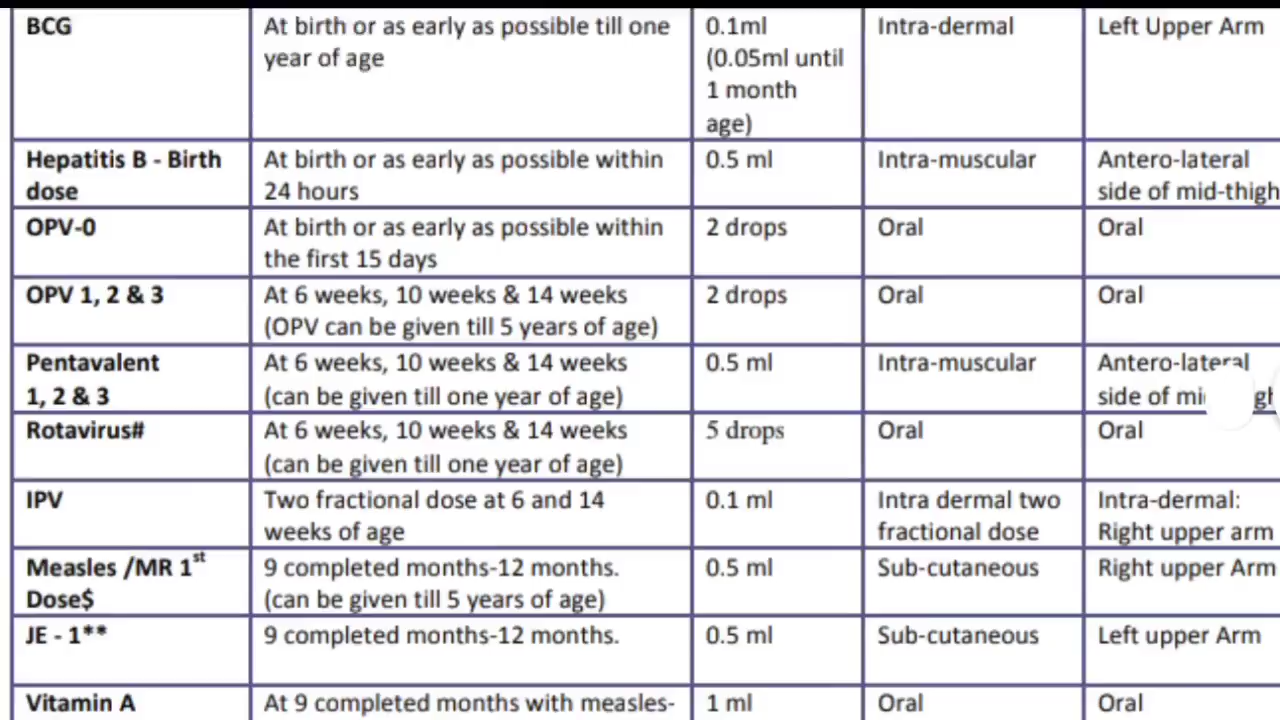 BCG
At birth or as early as possible till one
year of age
0.1ml
(0.05ml until
1 month
age)
Intra-dermal
Left Upper Arm
Hepatitis B - Birth
dose
At birth or as early as possible within
24 hours
0.5 ml
Intra-muscular
Antero-lateral
side of mid-thigh
OPV-0
At birth or as early as possible within
the first 15 days
2 drops
Oral
Oral
OPV 1, 2 & 3
At 6 weeks, 10 weeks & 14 weeks
(OPV can be given till 5 years of age)
2 drops
Oral
Oral
Pentavalent
1, 2 & 3
At 6 weeks, 10 weeks & 14 weeks
(can be given till one year of age)
0.5 ml
Intra-muscular
Antero-lateral
side of
Rotavirus#
At 6 weeks, 10 weeks & 14 weeks
(can be given till one year of age)
5 drops
Oral
Oral
IPV
Two fractional dose at 6 and 14
weeks of age
0.1 ml
Intra dermal two
fractional dose
Intra-dermal:
Right upper arm
Measles /MR 1st
Dose$
9 completed months-12 months.
(can be given till 5 years of age)
0.5 ml
Sub-cutaneous
Right upper Arm
JE - 1**
9 completed months-12 months.
0.5 ml
Sub-cutaneous
Left upper Arm
Vitamin A
At 9 completed months with measles-
1 ml
Oral
Oral